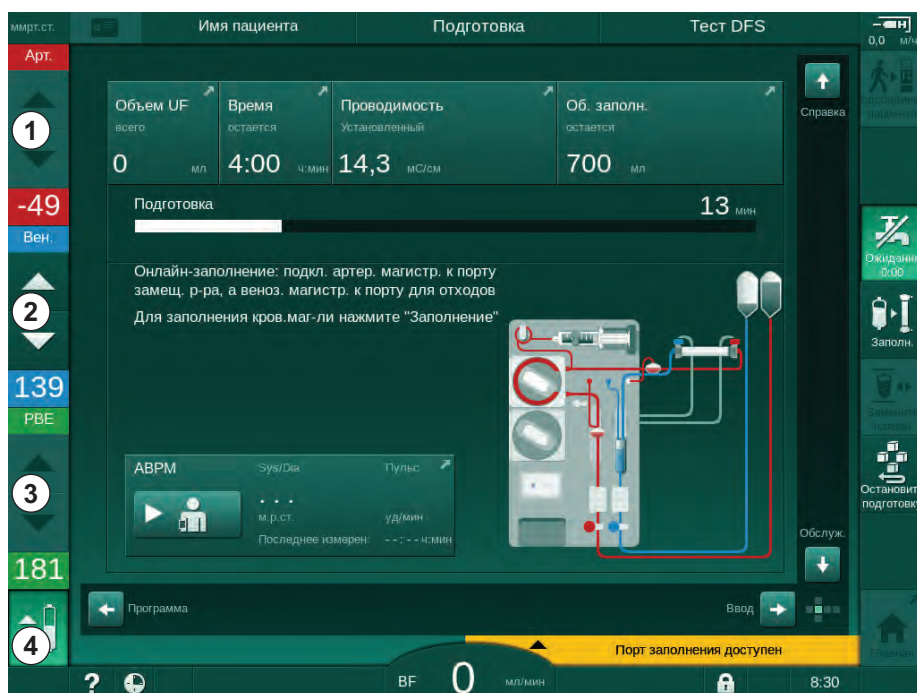 ммрт.ст.
Имя пациента
Подготовка
Тест DFS
0,0 м/ч
Арт.
1
-49
Вен.
2
139
PBE
3
181
4
Объем UF
всего
0 мл
Время
остается
4:00 ч:мин
Проводимость
Установленный
14,3 мС/см
Об. заполн.
остается
700 мл
Подготовка
13 мин
Онлайн-заполнение: подкл. артер. магистр. к порту
замещ. р-ра, а веноз. магистр. к порту для отходов
Для заполнения кров.маг-ли нажмите "Заполнение"
ABPM
Sys/Dia
Пульс
. . .
м.р.ст.
уд/мин
Последнее измерен: --:-- ч:мин
Справка
Обслуж.
Ожидание
0:00
Заполн.
Заменить
Остановит
подготовк
Главная
Программа
Ввод
Порт заполнения доступен
?
BF 0 мл/мин
8:30